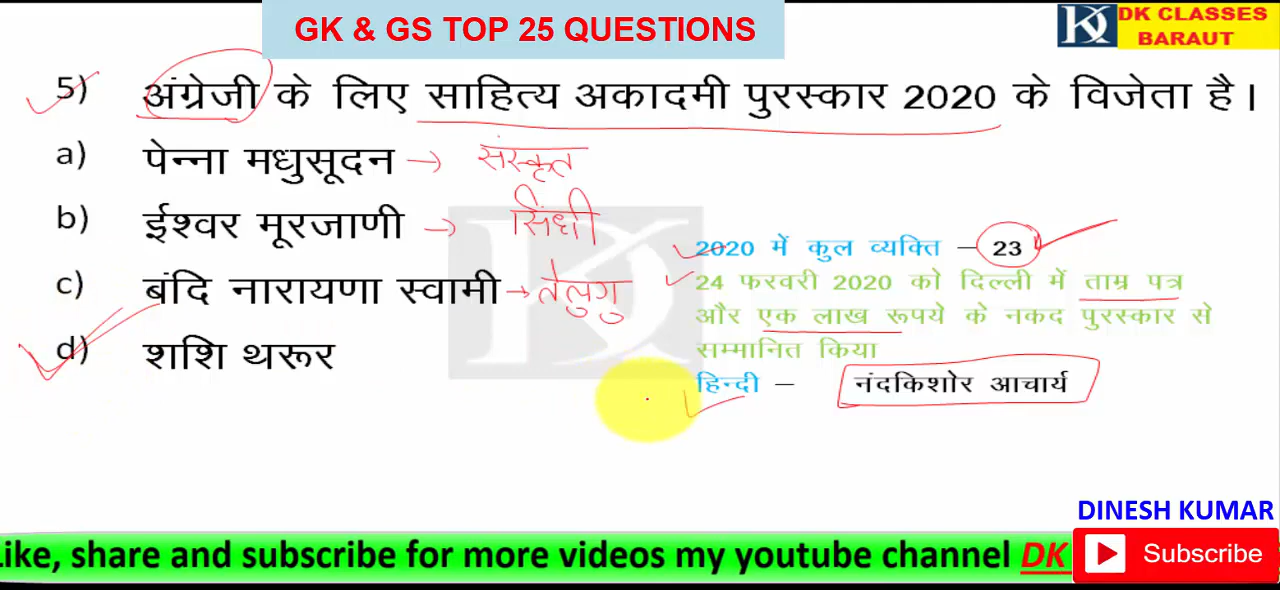 GK & GS TOP 25 QUESTIONS
DK CLASSES
BARAUT
5) अंग्रेजी के लिए साहित्य अकादमी पुरस्कार 2020 के विजेता है।
a) पेन्ना मधुसूदन → संस्कृत
b) ईश्वर मूरजाणी → सिंधी
c) बंदि नारायणा स्वामी → तेलुगु
d) शशि थरूर
2020 में कुल व्यक्ति – 23
24 फरवरी 2020 को दिल्ली में ताम्र पत्र
और एक लाख रूपये के नकद पुरस्कार से
सम्मानित किया
हिन्दी – नंदकिशोर आचार्य
DINESH KUMAR
Like, share and subscribe for more videos my youtube channel DK
Subscribe